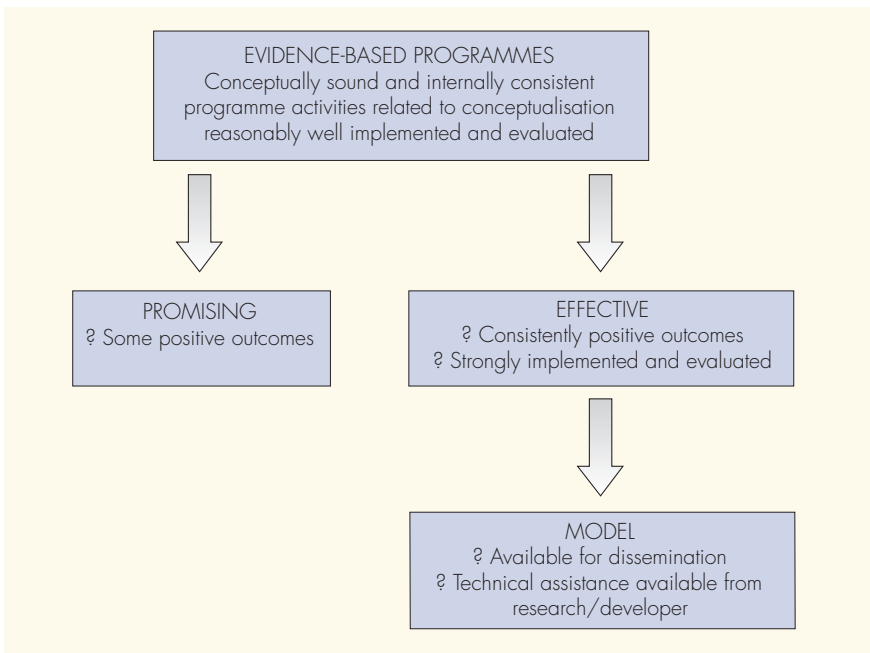 EVIDENCE-BASED PROGRAMMES
Conceptually sound and internally consistent
programme activities related to conceptualisation
reasonably well implemented and evaluated
PROMISING
? Some positive outcomes
EFFECTIVE
? Consistently positive outcomes
? Strongly implemented and evaluated
MODEL
? Available for dissemination
? Technical assistance available from
research/developer